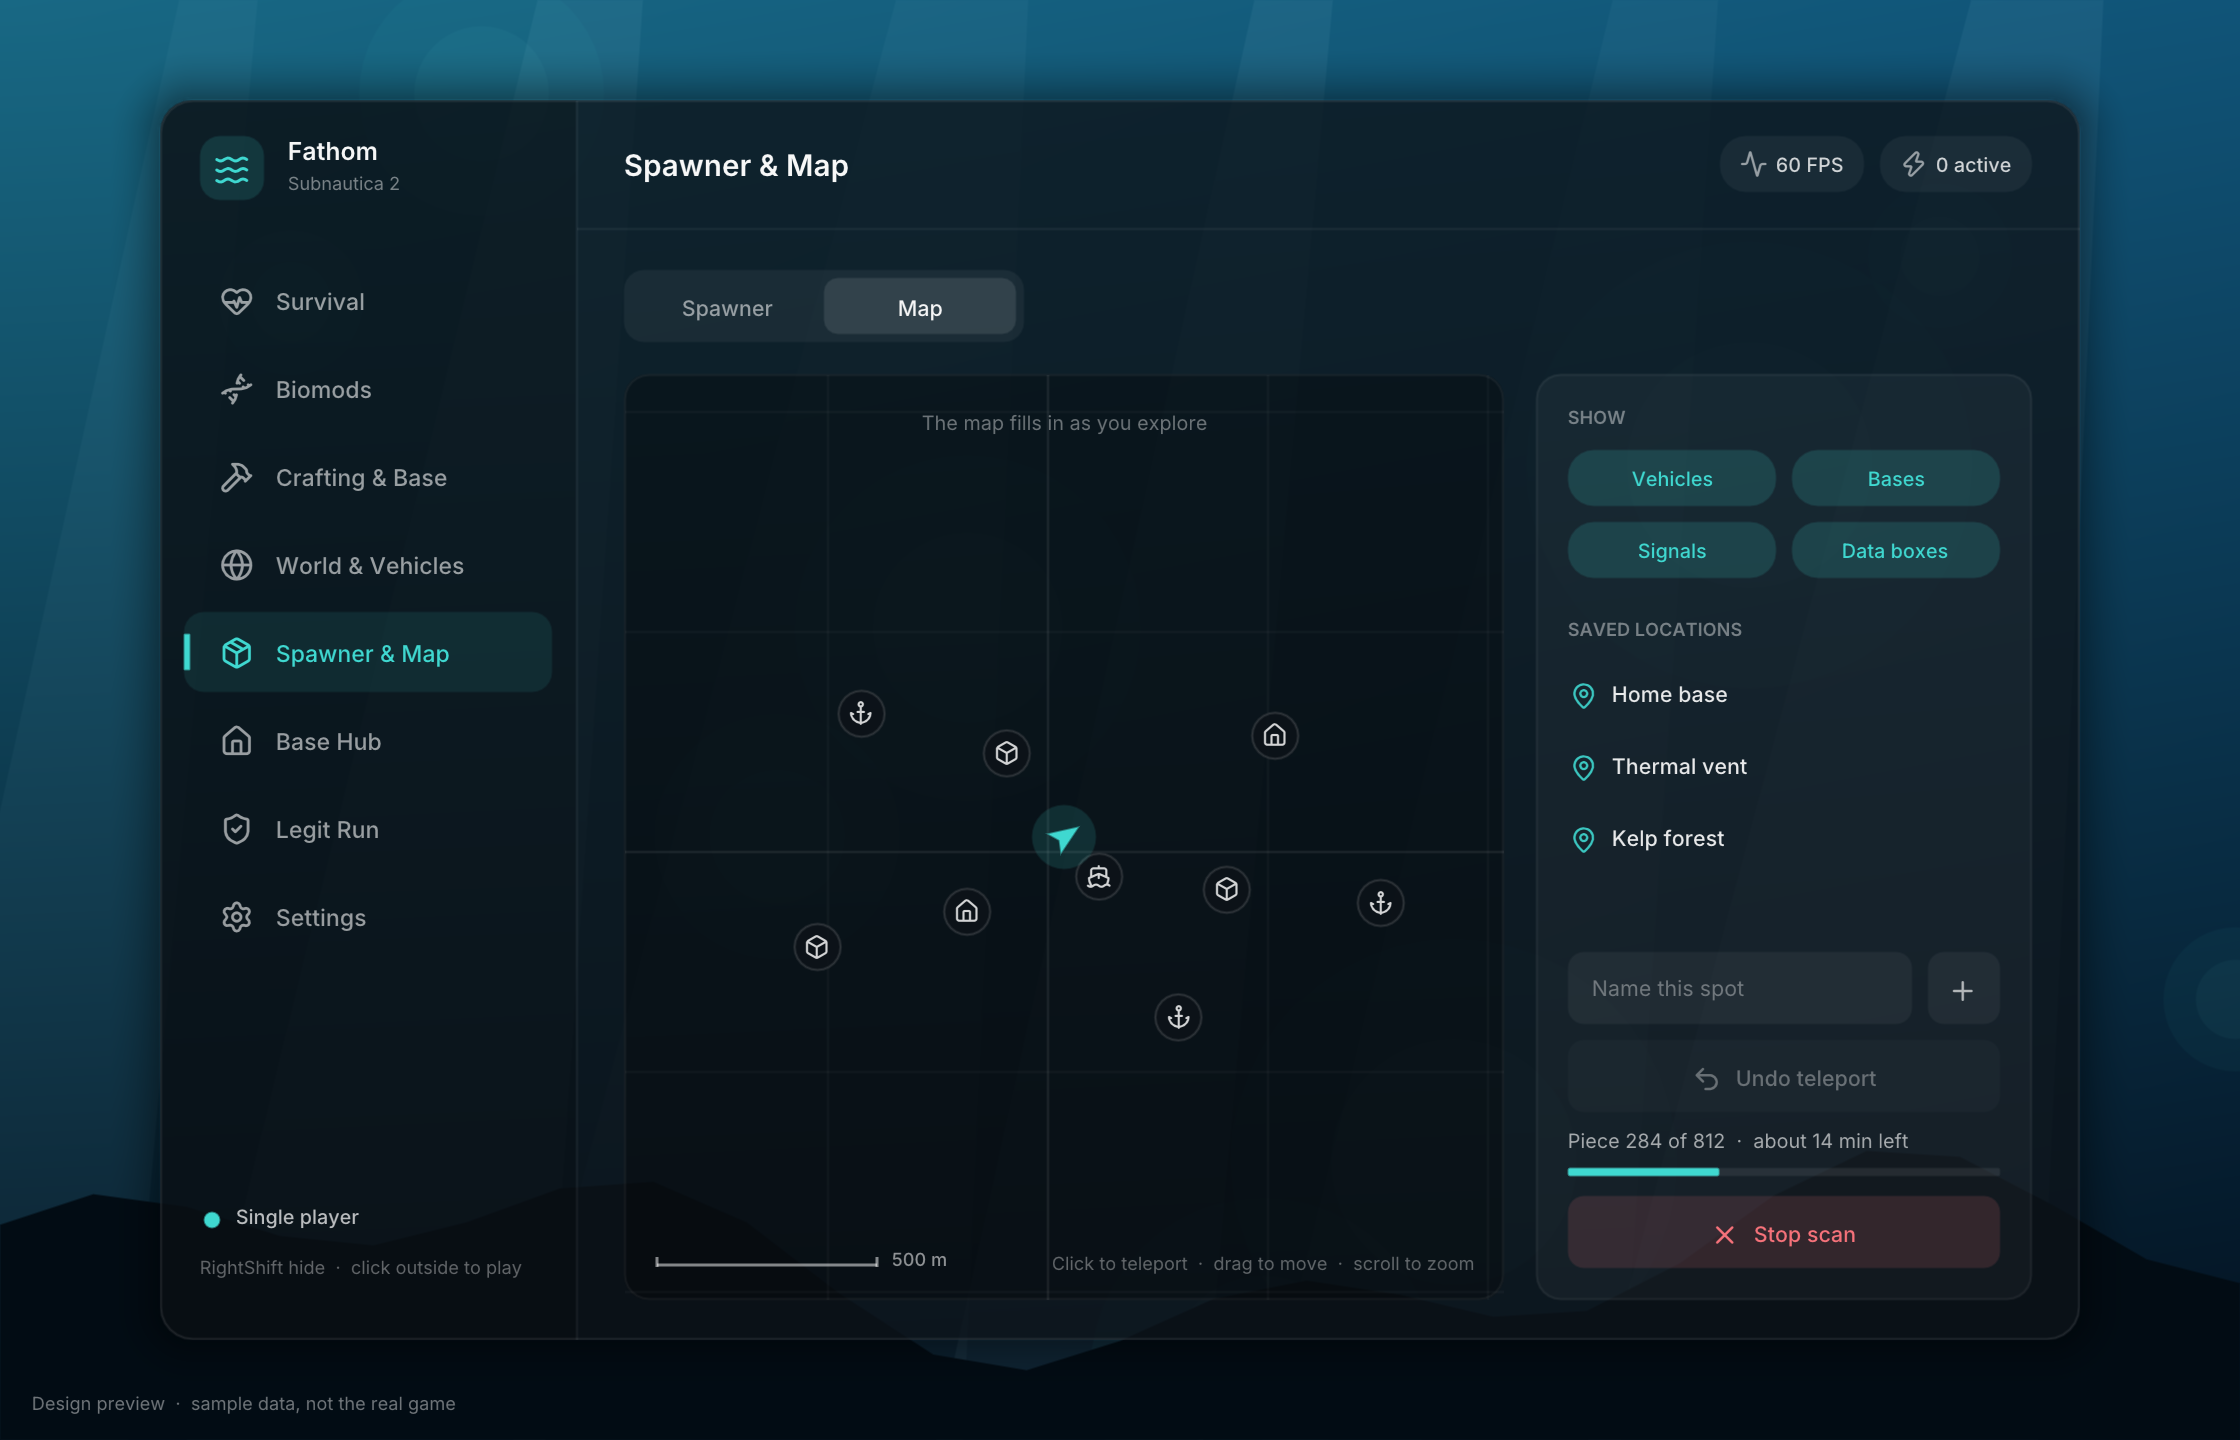 Fathom
Subnautica 2
Survival
Biomods
Crafting & Base
World & Vehicles
Spawner & Map
Base Hub
Legit Run
Settings
Single player
RightShift hide · click outside to play
Spawner & Map
60 FPS
0 active
Spawner
Map
The map fills in as you explore
500 m
Click to teleport · drag to move · scroll to zoom
SHOW
Vehicles
Bases
Signals
Data boxes
SAVED LOCATIONS
Home base
Thermal vent
Kelp forest
Name this spot
Undo teleport
Piece 284 of 812 · about 14 min left
Stop scan
Design preview · sample data, not the real game